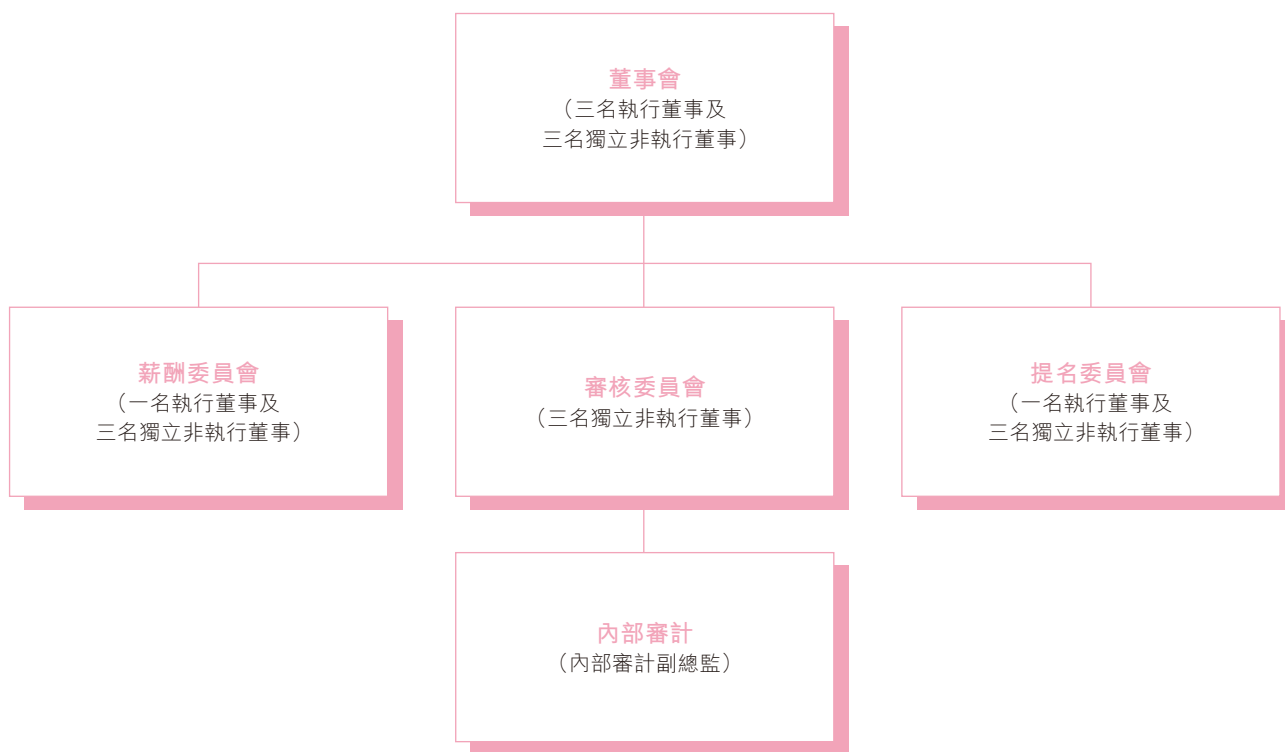 董事會
（三名執行董事及
三名獨立非執行董事）
薪酬委員會
（一名執行董事及
三名獨立非執行董事）
審核委員會
（三名獨立非執行董事）
提名委員會
（一名執行董事及
三名獨立非執行董事）
內部審計
（內部審計副總監）